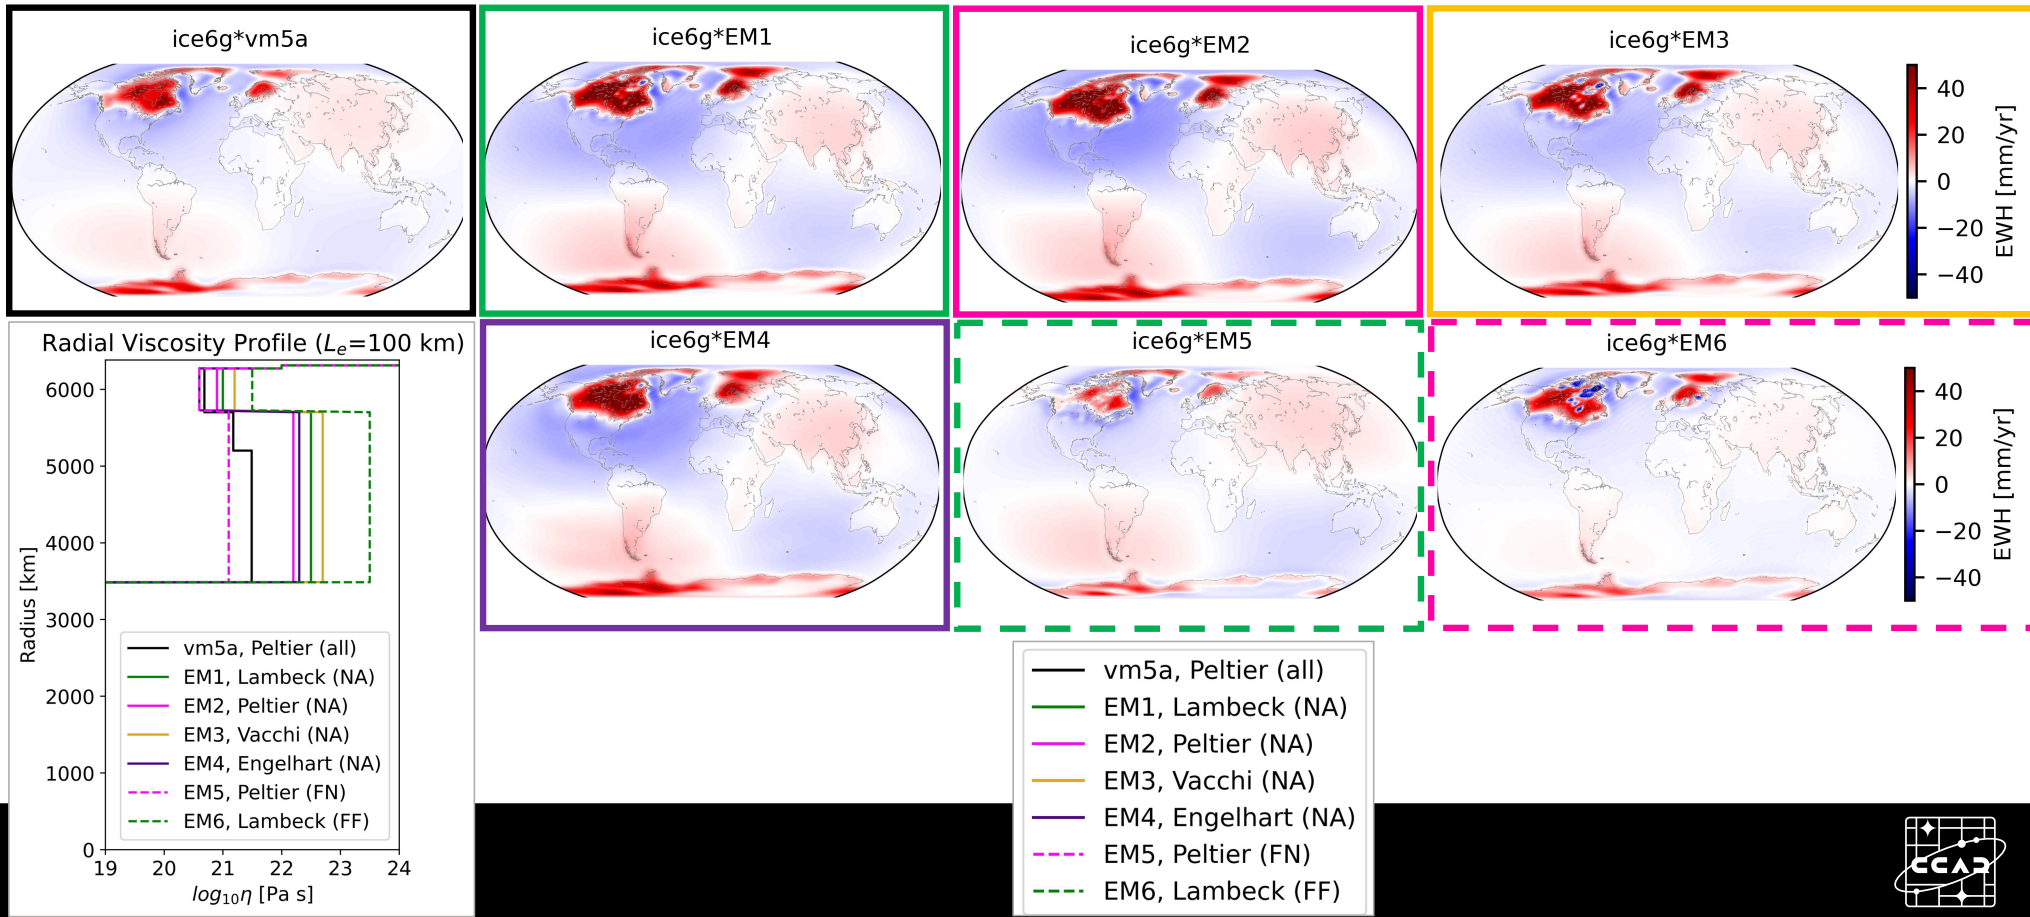 ice6g*vm5a
ice6g*EM1
ice6g*EM2
ice6g*EM3
40
20
0
−20
−40
EWH [mm/yr]
Radial Viscosity Profile (Lₑ=100 km)
6000
5000
4000
3000
2000
1000
0
Radius [km]
19
20
21
22
23
24
log₁₀η [Pa s]
vm5a, Peltier (all)
EM1, Lambeck (NA)
EM2, Peltier (NA)
EM3, Vacchi (NA)
EM4, Engelhart (NA)
EM5, Peltier (FN)
EM6, Lambeck (FF)
ice6g*EM4
ice6g*EM5
ice6g*EM6
40
20
0
−20
−40
EWH [mm/yr]
vm5a, Peltier (all)
EM1, Lambeck (NA)
EM2, Peltier (NA)
EM3, Vacchi (NA)
EM4, Engelhart (NA)
EM5, Peltier (FN)
EM6, Lambeck (FF)
CCAR